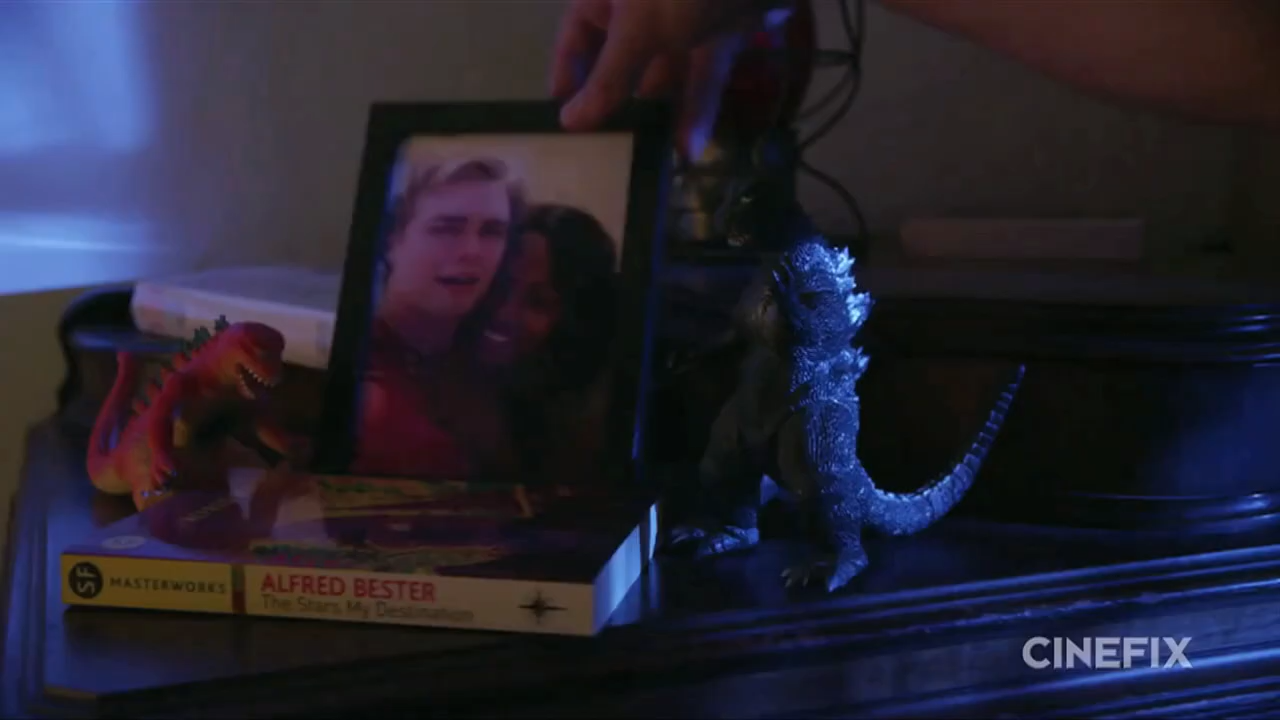 SF MASTERWORKS
ALFRED BESTER
The Stars My Destination
CINEFIX